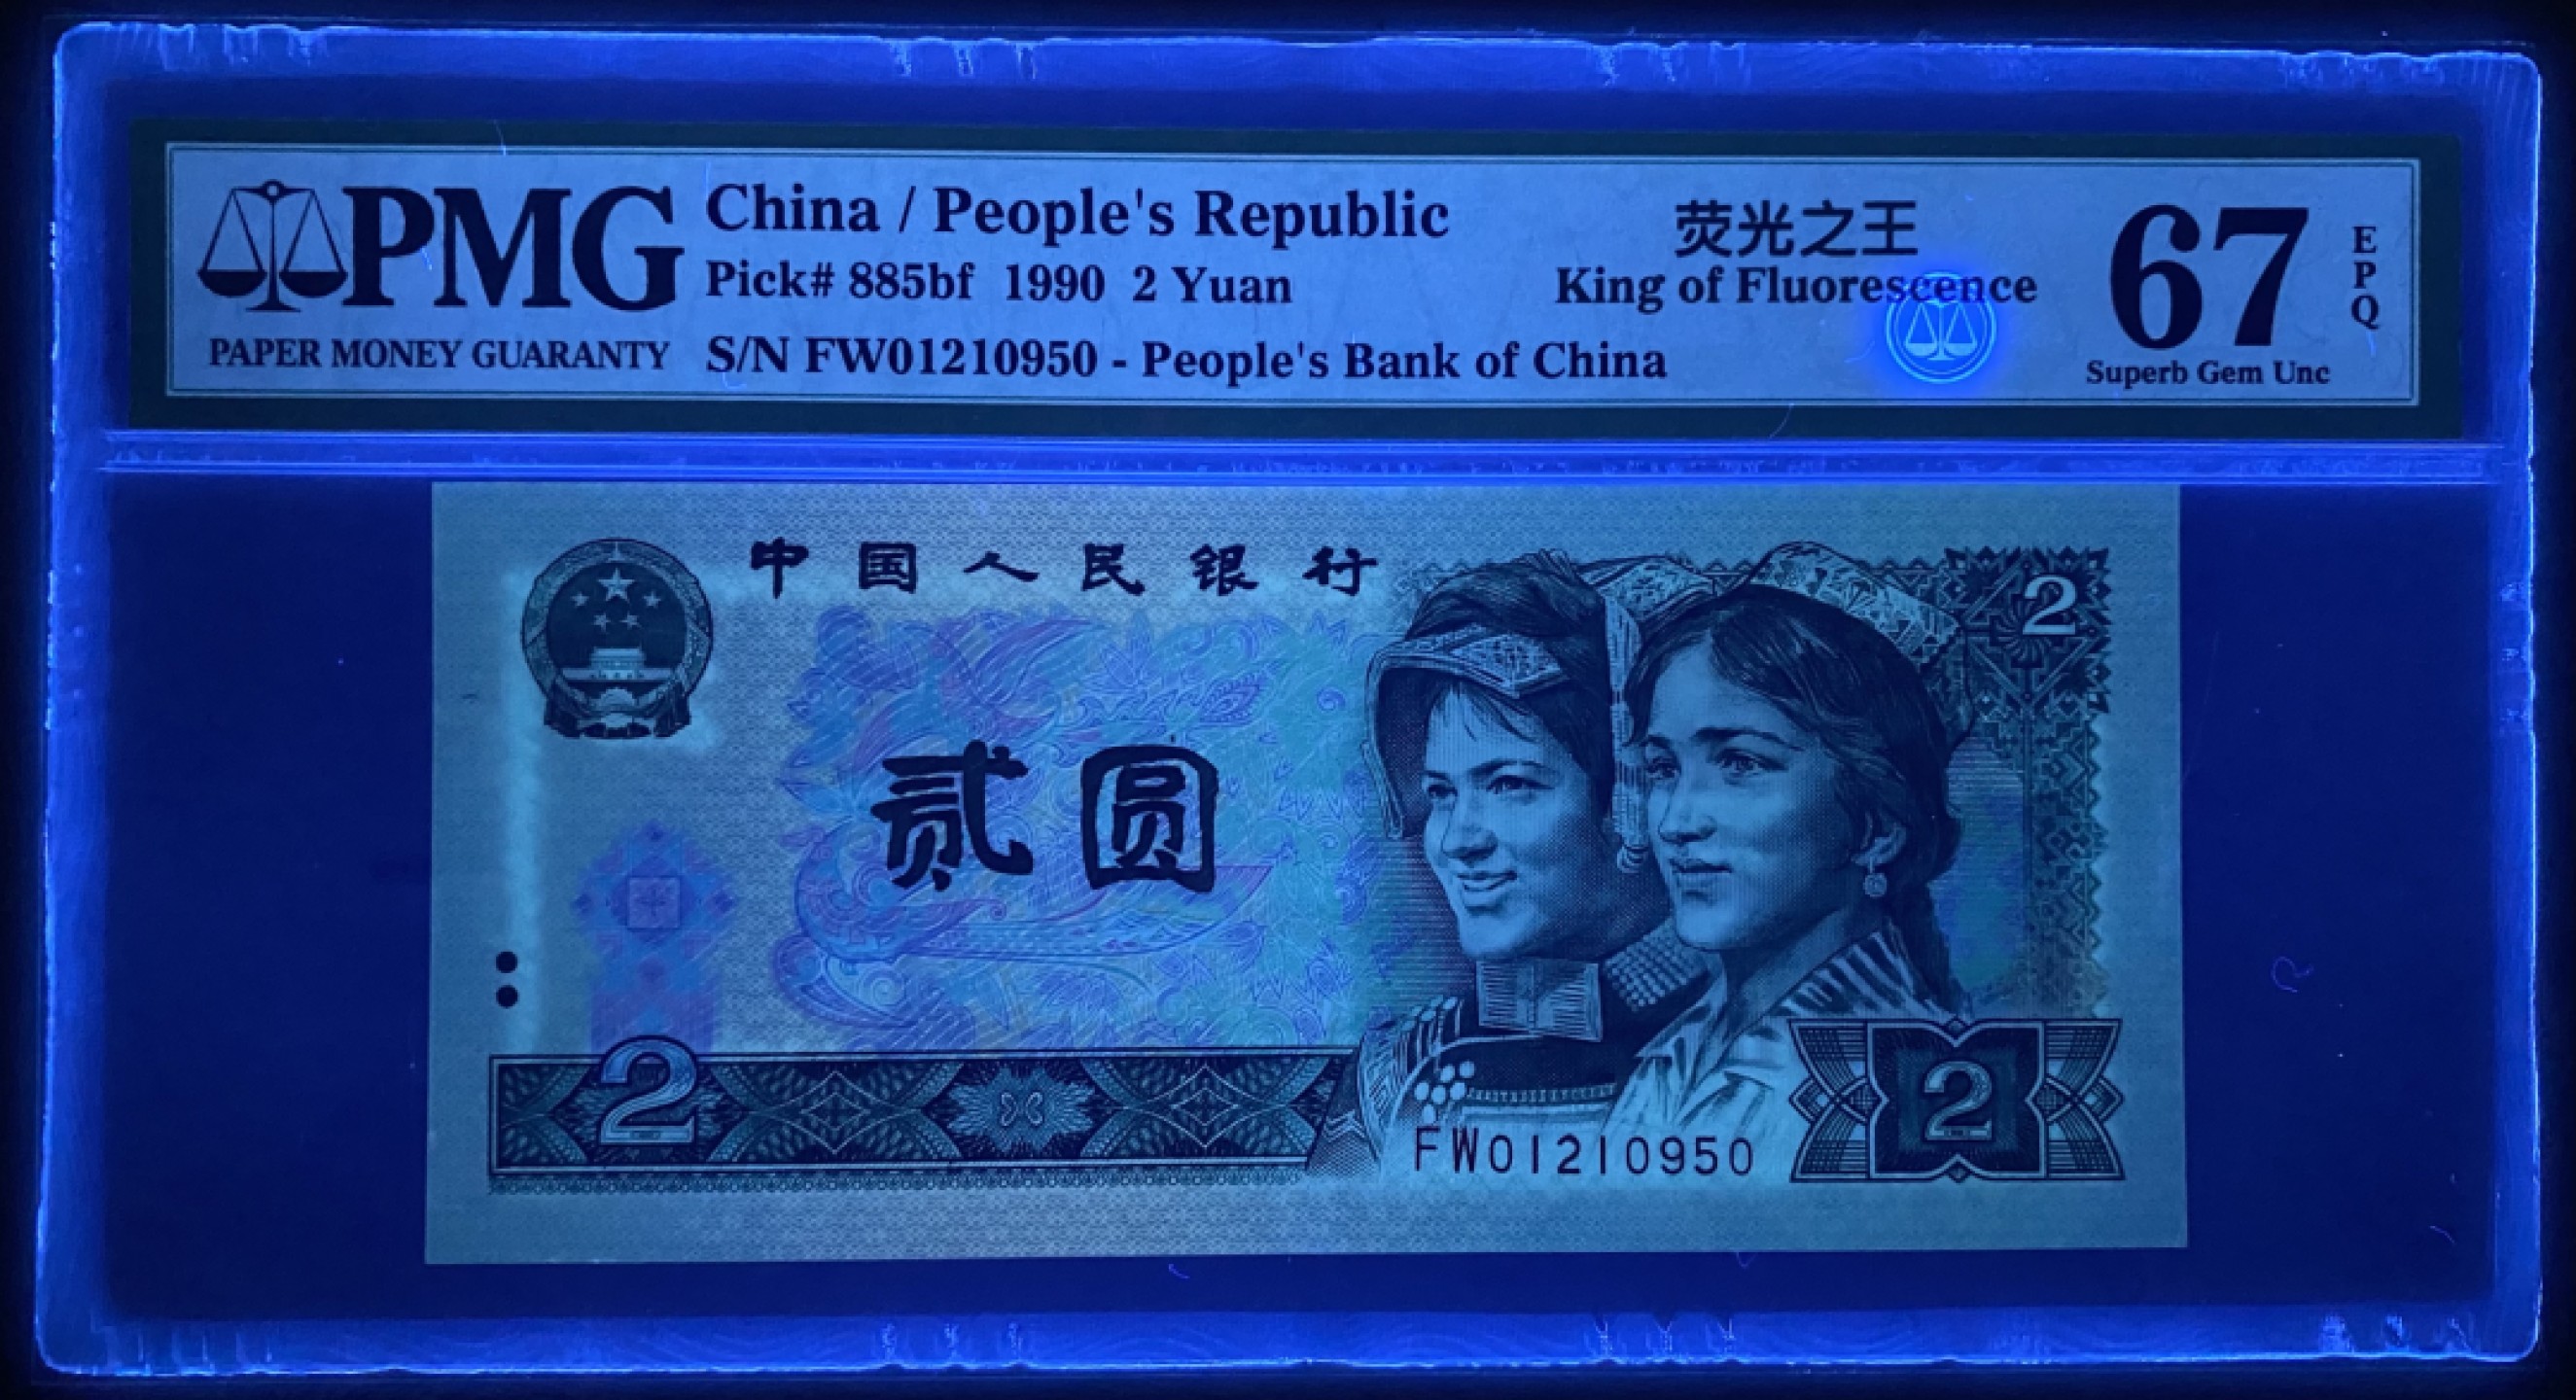 PMG
PAPER MONEY GUARANTY
China / People's Republic
Pick# 885bf 1990 2 Yuan
S/N FW01210950 - People's Bank of China
荧光之王
King of Fluorescence
67
EPQ
Superb Gem Unc
中国人民银行
2
贰圆
2
2
FW01210950